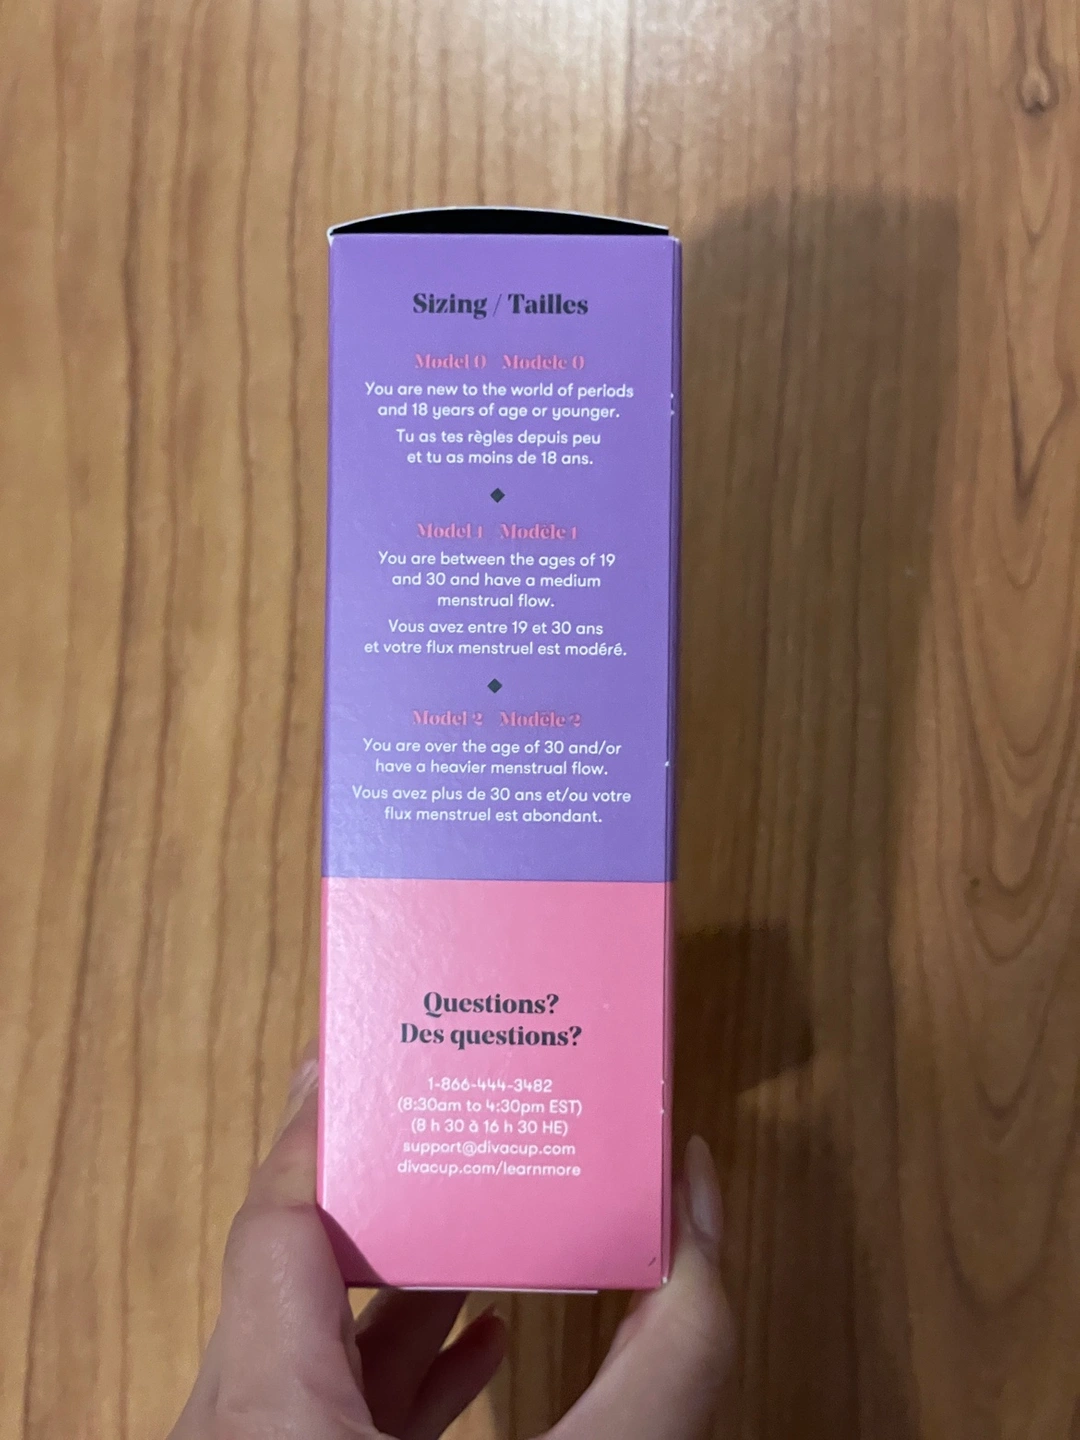 Sizing / Tailles
Model 0 Modèle 0
You are new to the world of periods
and 18 years of age or younger.
Tu as tes règles depuis peu
et tu as moins de 18 ans.
Model 1 Modèle 1
You are between the ages of 19
and 30 and have a medium
menstrual flow.
Vous avez entre 19 et 30 ans
et votre flux menstruel est modéré.
Model 2 Modèle 2
You are over the age of 30 and/or
have a heavier menstrual flow.
Vous avez plus de 30 ans et/ou votre
flux menstruel est abondant.
Questions?
Des questions?
1-866-444-3482
(8:30am to 4:30pm EST)
(8 h 30 à 16 h 30 HE)
support@divacup.com
divacup.com/learnmore